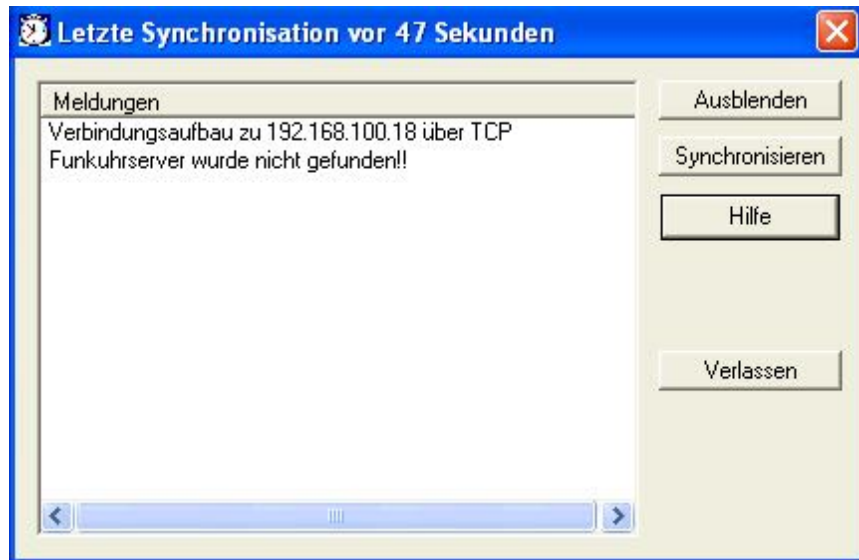 Letzte Synchronisation vor 47 Sekunden
Meldungen
Verbindungsaufbau zu 192.168.100.18 über TCP
Funkuhrserver wurde nicht gefunden!!
Ausblenden
Synchronisieren
Hilfe
Verlassen